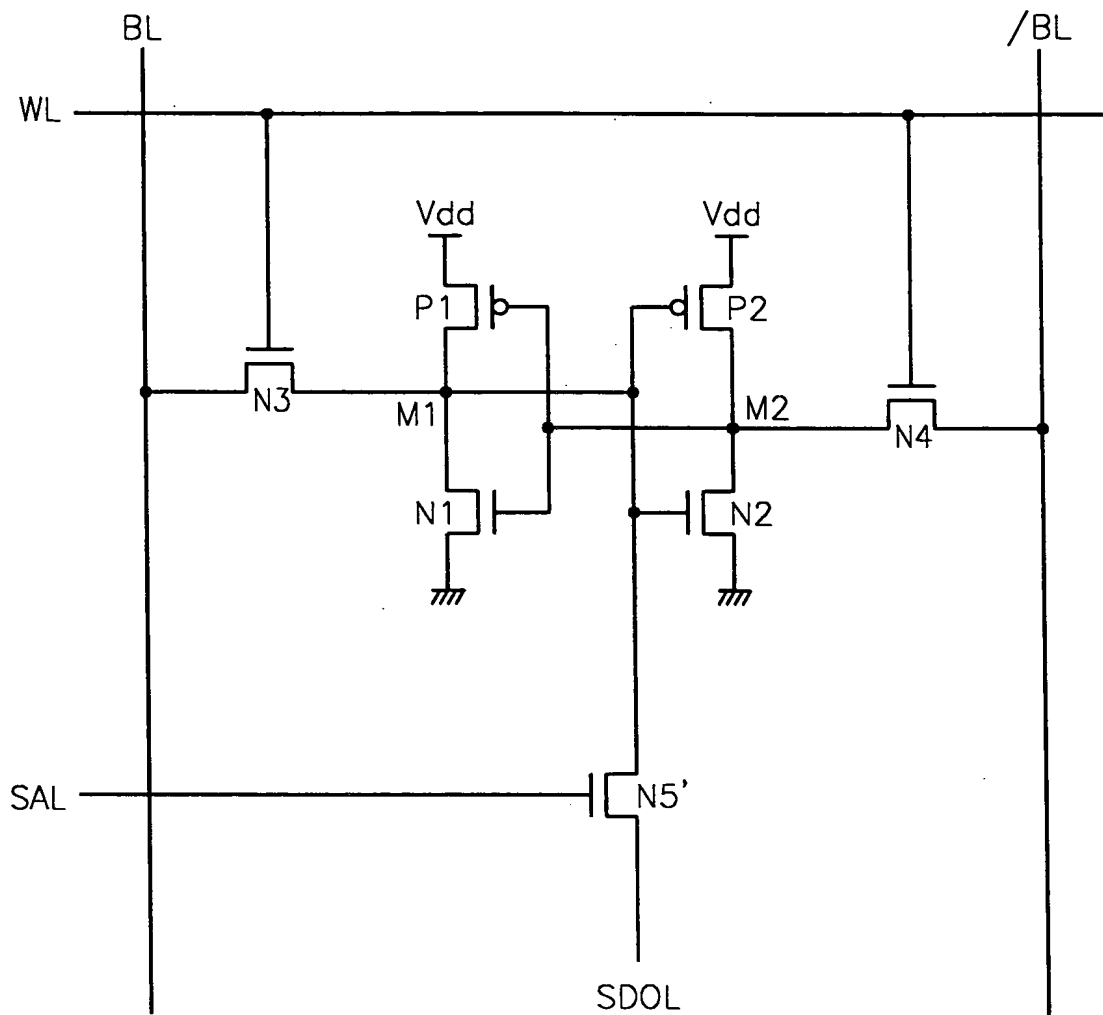 BL /BL
WL
Vdd Vdd
P1 P2
N3 M1 M2 N4
N1 N2
SAL N5'
SDOL